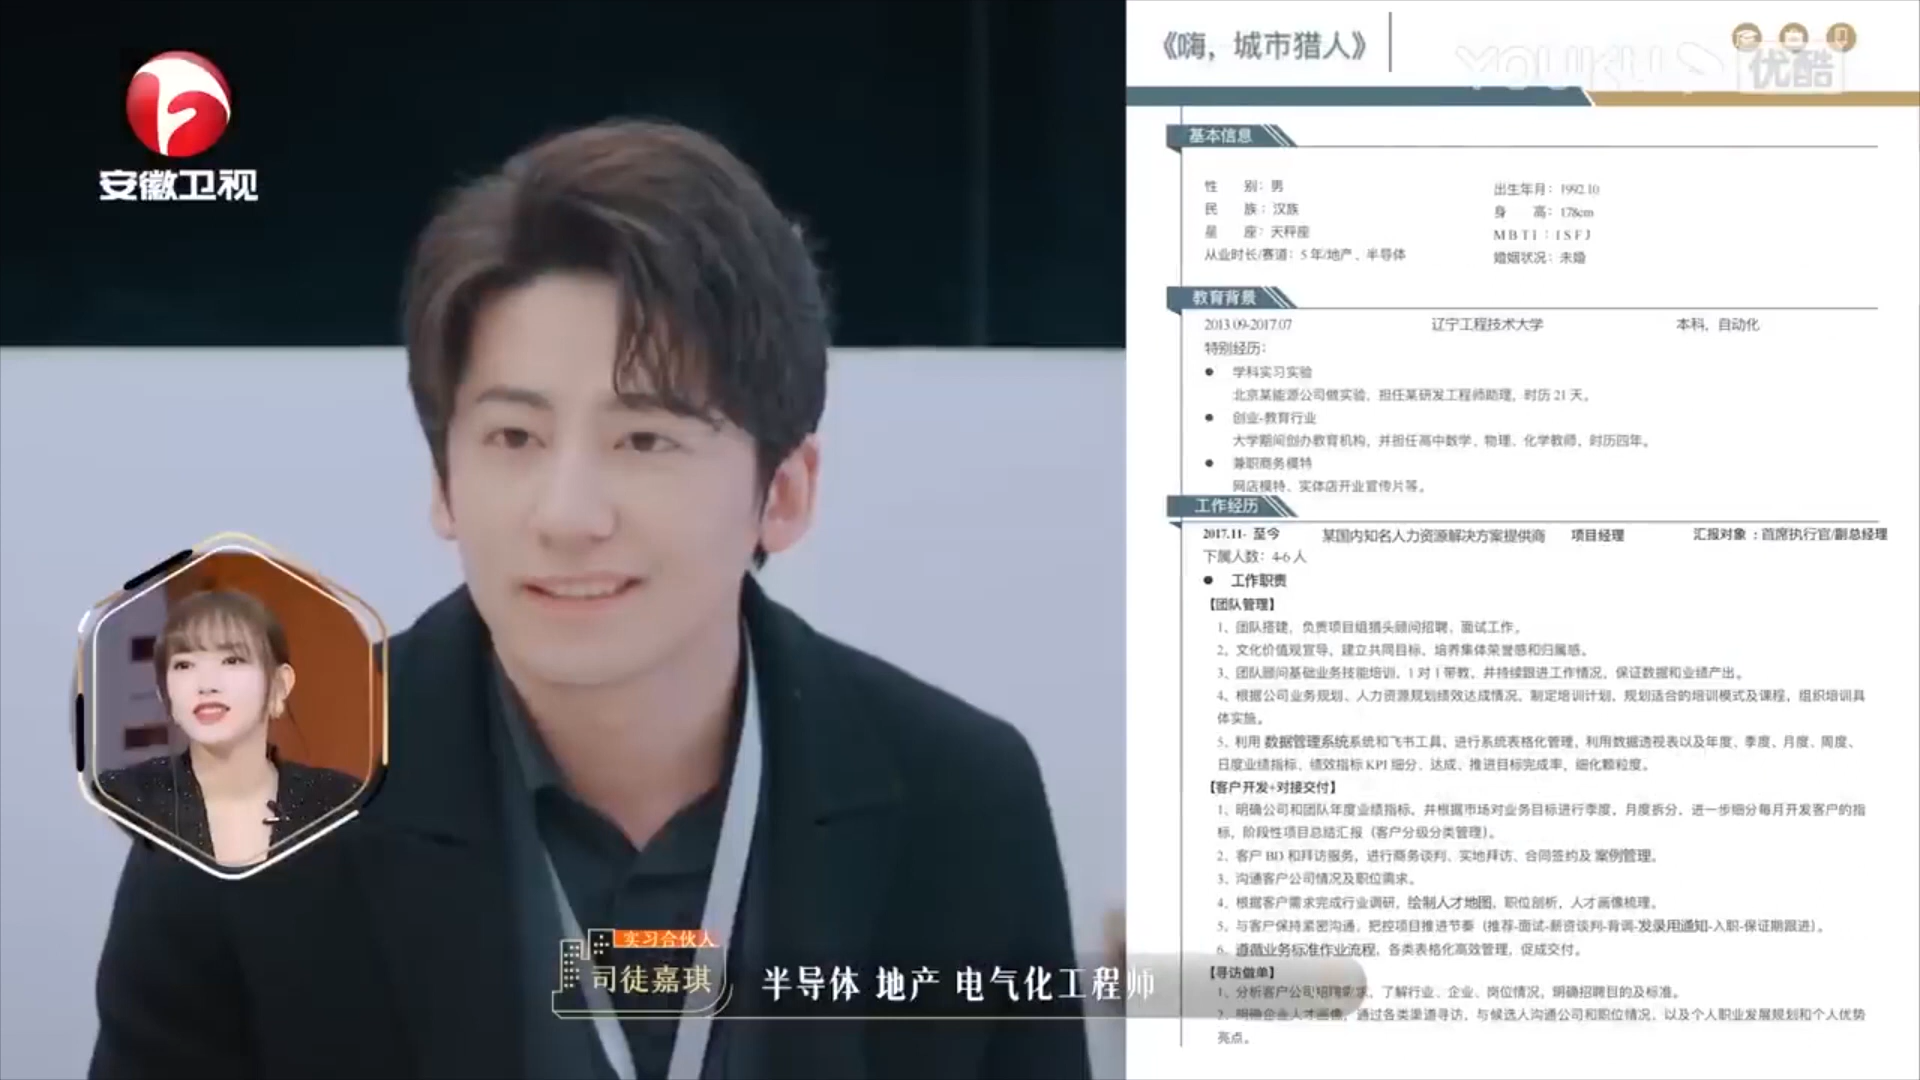 安徽卫视
《嗨，城市猎人》
YOUKU 优酷
基本信息
性 别：男 出生年月：1992.10
民 族：汉族 身 高：178cm
星 座：天秤座 MBTI：ISFJ
从业时长/赛道：5年/地产、半导体 婚姻状况：未婚
教育背景
2013.09-2017.07 辽宁工程技术大学 本科，自动化
特别经历：
● 学科实习实验
北京某能源公司做实验，担任某研发工程师助理，时历21天。
● 创业-教育行业
大学期间创办教育机构，并担任高中数学、物理、化学教师，时历四年。
● 兼职商务模特
网店模特、实体店开业宣传片等。
工作经历
2017.11- 至今 某国内知名人力资源解决方案提供商 项目经理 汇报对象：首席执行官/副总经理
下属人数：4-6人
● 工作职责
【团队管理】
1、团队搭建，负责项目组猎头顾问招聘，面试工作。
2、文化价值观宣导，建立共同目标，培养集体荣誉感和归属感。
3、团队顾问基础业务技能培训，1对1带教，并持续跟进工作情况，保证数据和业绩产出。
4、根据公司业务规划、人力资源规划绩效达成情况，制定培训计划，规划适合的培训模式及课程，组织培训具
体实施。
5、利用 数据管理系统系统和飞书工具，进行系统表格化管理，利用数据透视表以及年度、季度、月度、周度、
日度业绩指标，绩效指标KPI细分、达成、推进目标完成率，细化颗粒度。
【客户开发+对接交付】
1、明确公司和团队年度业绩指标，并根据市场对业务目标进行季度，月度拆分，进一步细分每月开发客户的指
标，阶段性项目总结汇报（客户分级分类管理）。
2、客户BD和拜访服务，进行商务谈判、实地拜访、合同签约及 案例管理。
3、沟通客户公司情况及职位需求。
4、根据客户需求完成行业调研，绘制人才地图，职位剖析，人才画像梳理。
5、与客户保持紧密沟通，把控项目推进节奏（推荐-面试-薪资谈判-背调-发录用通知-入职-保证期跟进）。
6、遵循业务标准作业流程，各类表格化高效管理，促成交付。
【寻访做单】
1、分析客户公司招聘需求，了解行业、企业、岗位情况，明确招聘目的及标准。
2、明确企业人才画像，通过各类渠道寻访，与候选人沟通公司和职位情况，以及个人职业发展规划和个人优势
亮点。
实习合伙人
司徒嘉琪
半导体 地产 电气化工程师